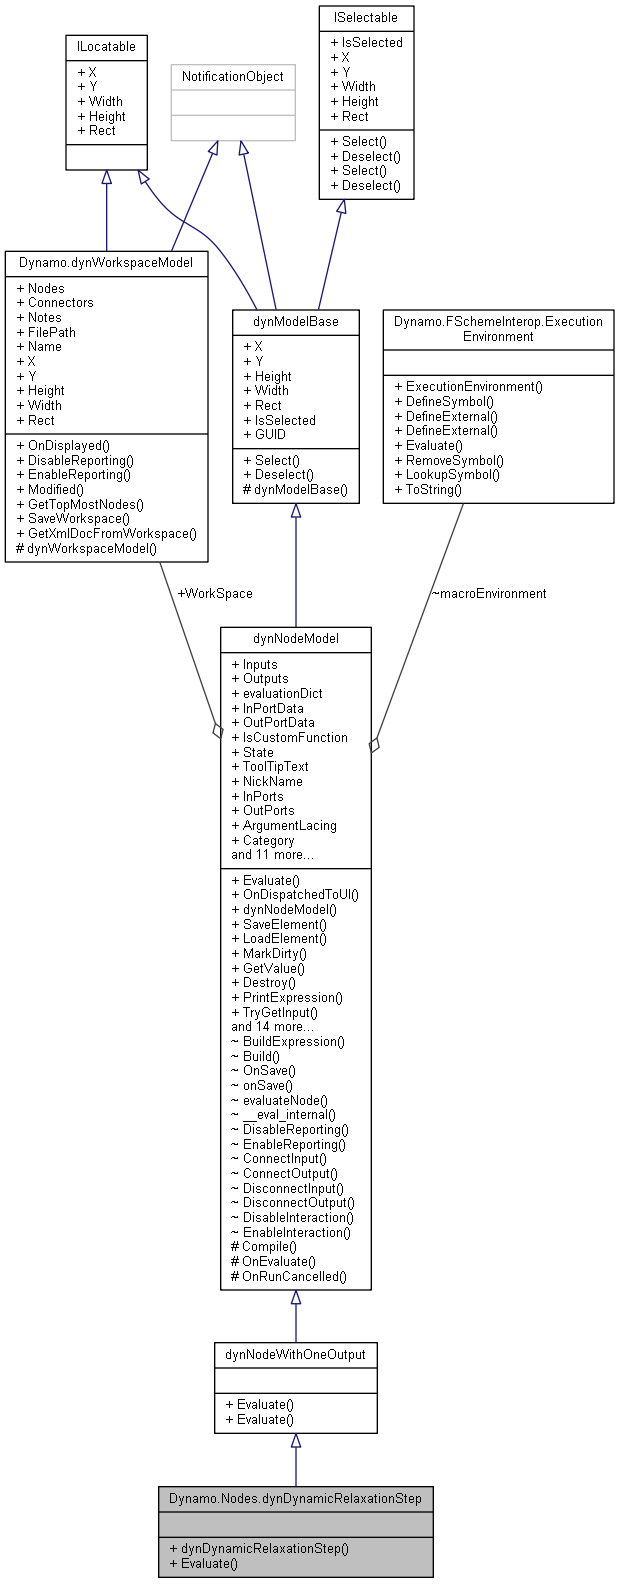 ISelectable
+ IsSelected
+ X
+ Y
+ Width
+ Height
+ Rect
+ Select()
+ Deselect()
+ Select()
+ Deselect()
ILocatable
+ X
+ Y
+ Width
+ Height
+ Rect
NotificationObject
Dynamo.dynWorkspaceModel
+ Nodes
+ Connectors
+ Notes
+ FilePath
+ Name
+ X
+ Y
+ Height
+ Width
+ Rect
+ OnDisplayed()
+ DisableReporting()
+ EnableReporting()
+ Modified()
+ GetTopMostNodes()
+ SaveWorkspace()
+ GetXmlDocFromWorkspace()
# dynWorkspaceModel()
dynModelBase
+ X
+ Y
+ Height
+ Width
+ Rect
+ IsSelected
+ GUID
+ Select()
+ Deselect()
# dynModelBase()
Dynamo.FSchemeInterop.Execution
Environment
+ ExecutionEnvironment()
+ DefineSymbol()
+ DefineExternal()
+ DefineExternal()
+ Evaluate()
+ RemoveSymbol()
+ LookupSymbol()
+ ToString()
+WorkSpace
~macroEnvironment
dynNodeModel
+ Inputs
+ Outputs
+ evaluationDict
+ InPortData
+ OutPortData
+ IsCustomFunction
+ State
+ ToolTipText
+ NickName
+ InPorts
+ OutPorts
+ ArgumentLacing
+ Category
and 11 more...
+ Evaluate()
+ OnDispatchedToUI()
+ dynNodeModel()
+ SaveElement()
+ LoadElement()
+ MarkDirty()
+ GetValue()
+ Destroy()
+ PrintExpression()
+ TryGetInput()
and 14 more...
~ BuildExpression()
~ Build()
~ OnSave()
~ onSave()
~ evaluateNode()
~ __eval_internal()
~ DisableReporting()
~ EnableReporting()
~ ConnectInput()
~ ConnectOutput()
~ DisconnectInput()
~ DisconnectOutput()
~ DisableInteraction()
~ EnableInteraction()
# Compile()
# OnEvaluate()
# OnRunCancelled()
dynNodeWithOneOutput
+ Evaluate()
+ Evaluate()
Dynamo.Nodes.dynDynamicRelaxationStep
+ dynDynamicRelaxationStep()
+ Evaluate()